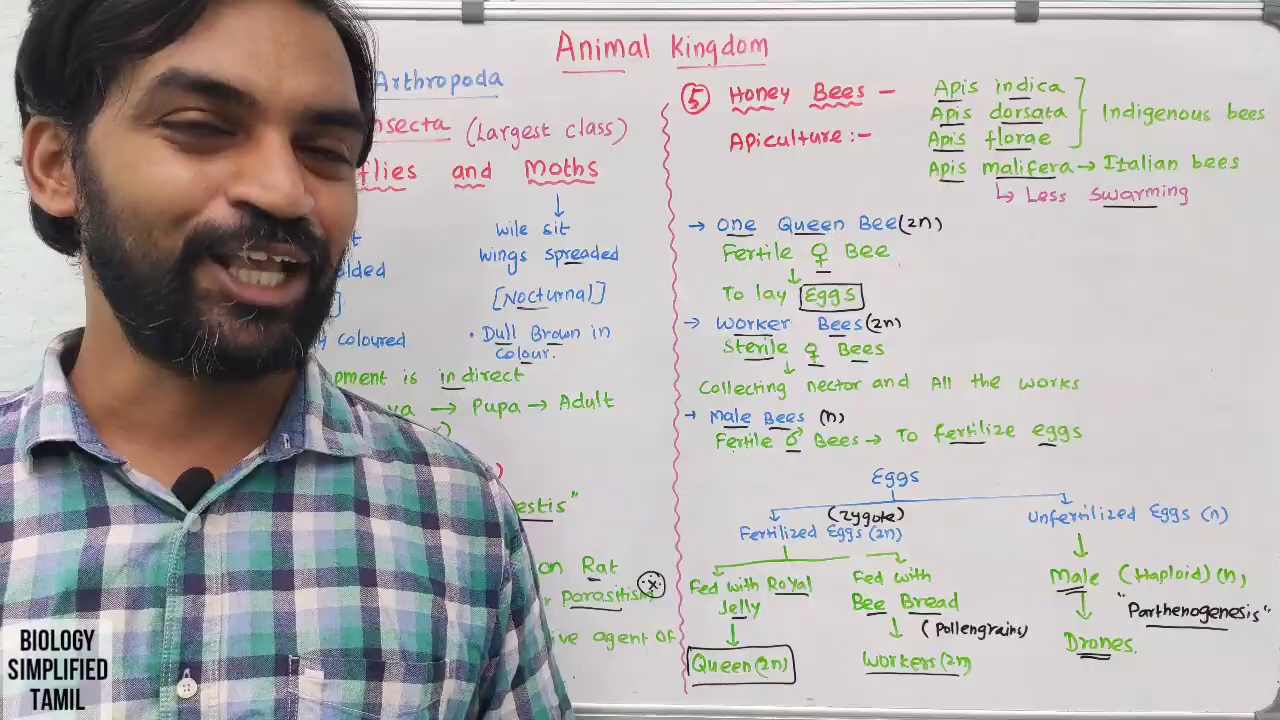 Animal Kingdom
Arthropoda
nsecta (Largest class)
flies and Moths
wile sit
wings spreaded
lded
[Nocturnal]
coloured
• Dull Brown in
colour.
pment is indirect
va → Pupa → Adult
estis"
on Rat
Parasitism
ive agent of
⑤ Honey Bees - Apis indica
Apis dorsata
Apis florae
Indigenous bees
Apiculture :-
Apis malifera → Italian bees
↳ Less swarming
→ One Queen Bee (2n)
Fertile ♀ Bee
↓
To lay Eggs
→ Worker Bees (2n)
Sterile ♀ Bees
↓
Collecting nector and All the works
→ Male Bees (n)
Fertile ♂ Bees → To fertilize eggs
Eggs
(Zygote)
Fertilized Eggs (2n)
Unfertilized Eggs (n)
Fed with Royal
Jelly
↓
Queen (2n)
Fed with
Bee Bread
(Pollengrains)
↓
Workers (2n)
Male (Haploid) (n)
"Parthenogenesis"
↓
Drones.
BIOLOGY
SIMPLIFIED
TAMIL